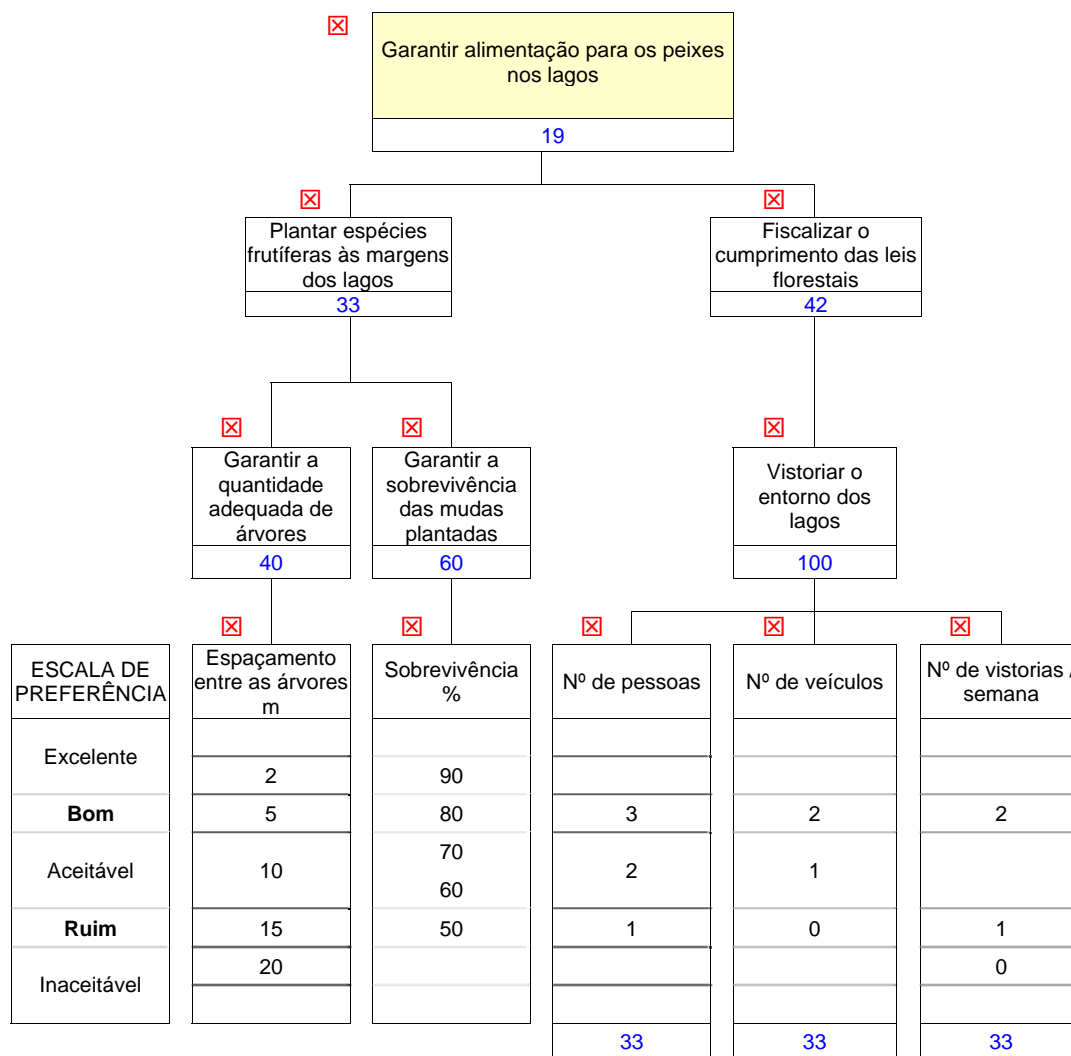 Garantir alimentação para os peixes
nos lagos
19
Plantar espécies
frutíferas às margens
dos lagos
33
Fiscalizar o
cumprimento das leis
florestais
42
Garantir a
quantidade
adequada de
árvores
40
Garantir a
sobrevivência
das mudas
plantadas
60
Vistoriar o
entorno dos
lagos
100
ESCALA DE
PREFERÊNCIA
Espaçamento
entre as árvores
m
Sobrevivência
%
Nº de pessoas
Nº de veículos
Nº de vistorias /
semana
Excelente
2 90
Bom 5 80 3 2 2
70
Aceitável 10 2 1
60
Ruim 15 50 1 0 1
20 0
Inaceitável
33 33 33